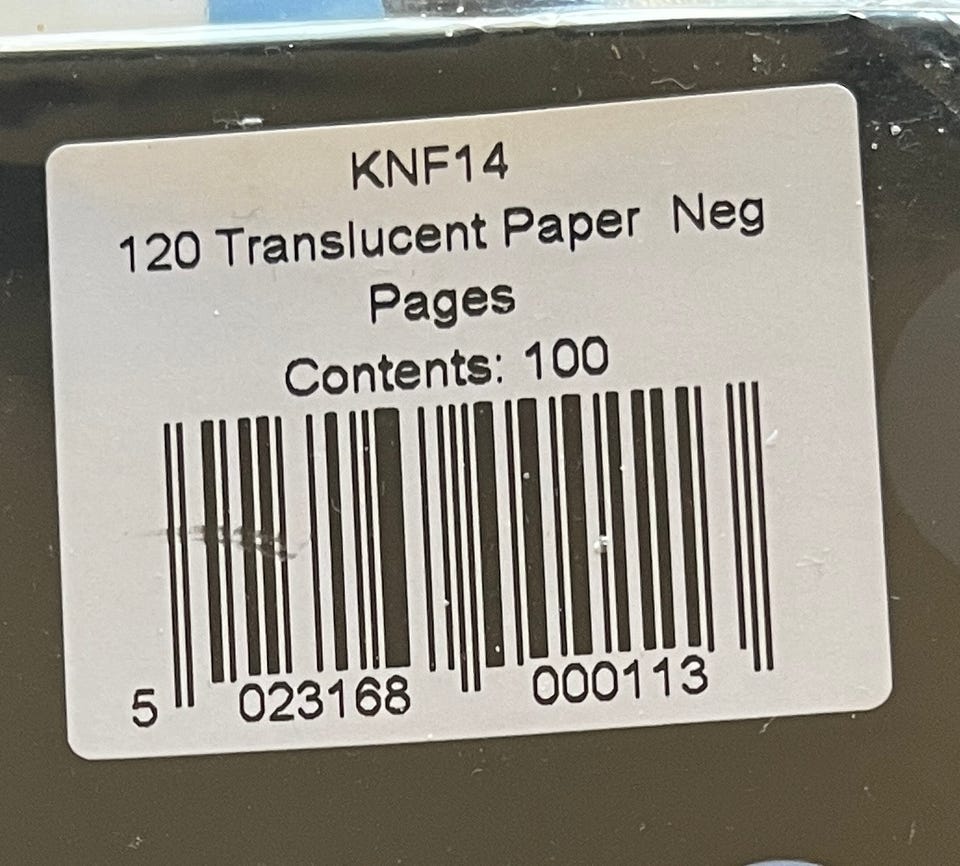 KNF14
120 Translucent Paper Neg
Pages
Contents: 100
5 023168 000113